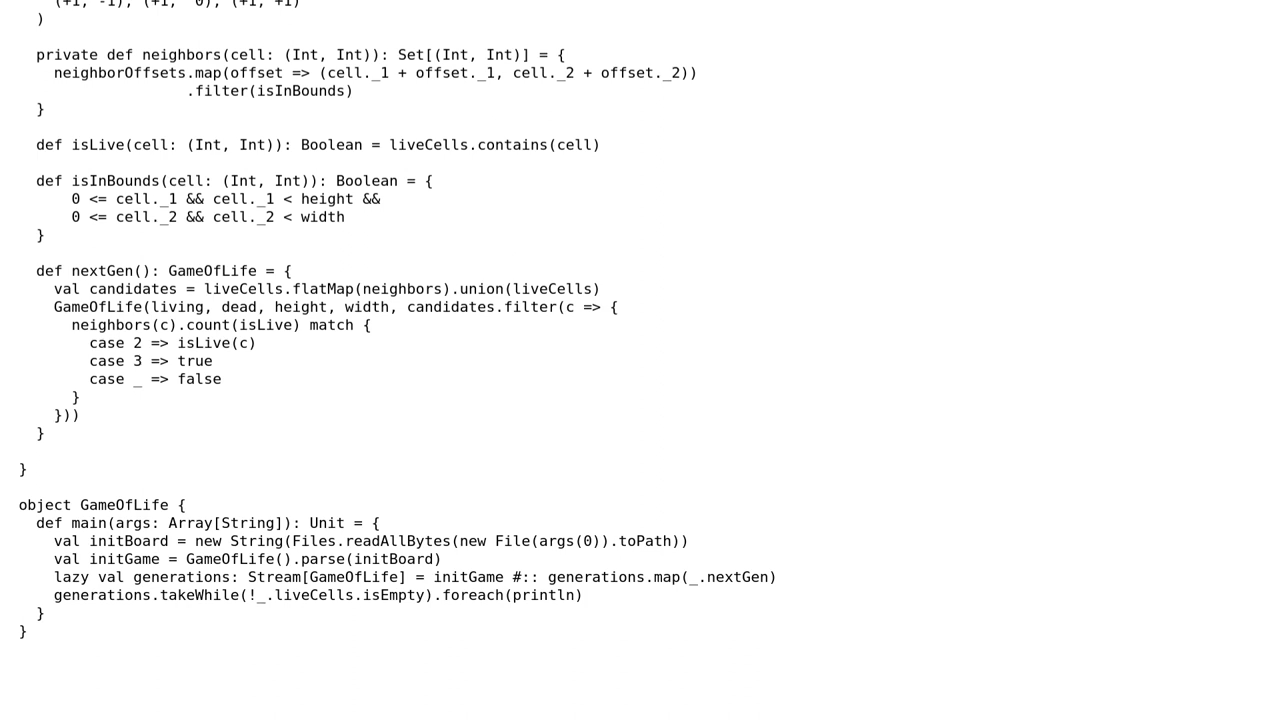 (+1, -1), (+1,  0), (+1, +1)
  )

  private def neighbors(cell: (Int, Int)): Set[(Int, Int)] = {
    neighborOffsets.map(offset => (cell._1 + offset._1, cell._2 + offset._2))
                   .filter(isInBounds)
  }

  def isLive(cell: (Int, Int)): Boolean = liveCells.contains(cell)

  def isInBounds(cell: (Int, Int)): Boolean = {
      0 <= cell._1 && cell._1 < height &&
      0 <= cell._2 && cell._2 < width
  }

  def nextGen(): GameOfLife = {
    val candidates = liveCells.flatMap(neighbors).union(liveCells)
    GameOfLife(living, dead, height, width, candidates.filter(c => {
      neighbors(c).count(isLive) match {
        case 2 => isLive(c)
        case 3 => true
        case _ => false
      }
    }))
  }

}

object GameOfLife {
  def main(args: Array[String]): Unit = {
    val initBoard = new String(Files.readAllBytes(new File(args(0)).toPath))
    val initGame = GameOfLife().parse(initBoard)
    lazy val generations: Stream[GameOfLife] = initGame #:: generations.map(_.nextGen)
    generations.takeWhile(!_.liveCells.isEmpty).foreach(println)
  }
}